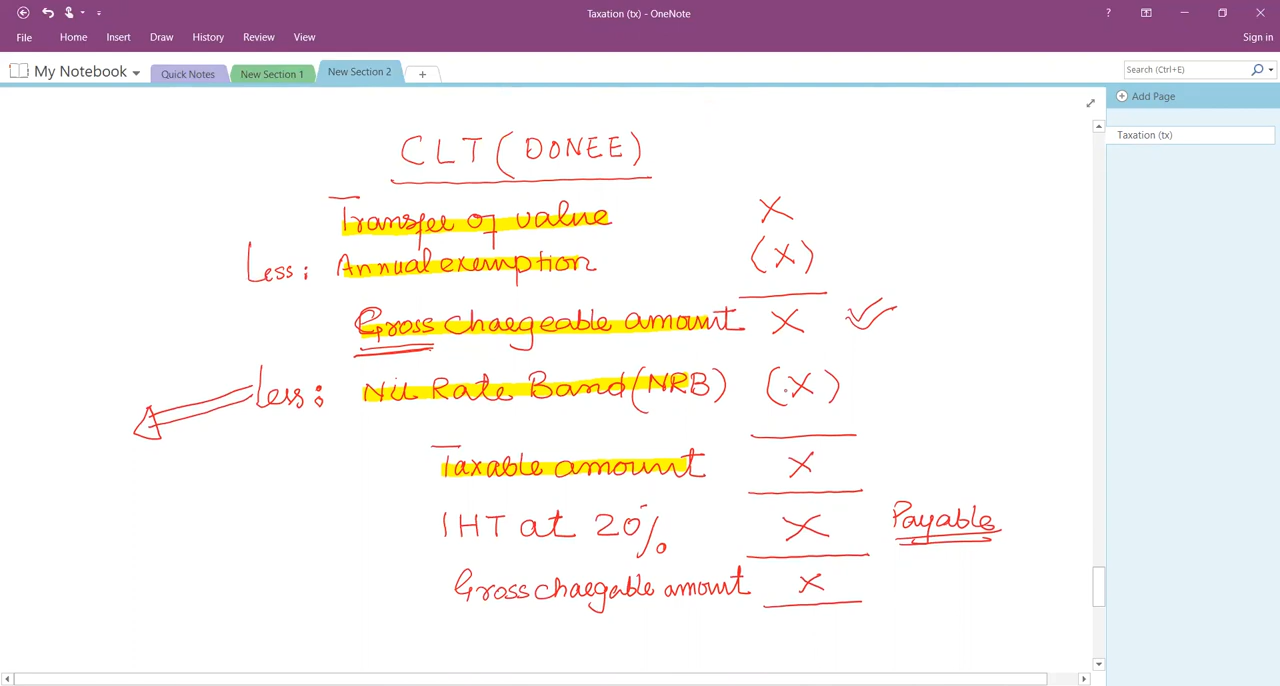 Taxation (tx) - OneNote
File Home Insert Draw History Review View Sign in
My Notebook Quick Notes New Section 1 New Section 2 + Search (Ctrl+E)
Add Page
Taxation (tx)
CLT (DONEE)
Transfer of value X
Less: Annual exemption (X)
Gross chargeable amount X
Less: Nil Rate Band (NRB) (X)
Taxable amount X
IHT at 20% X Payable
Gross chargable amount X